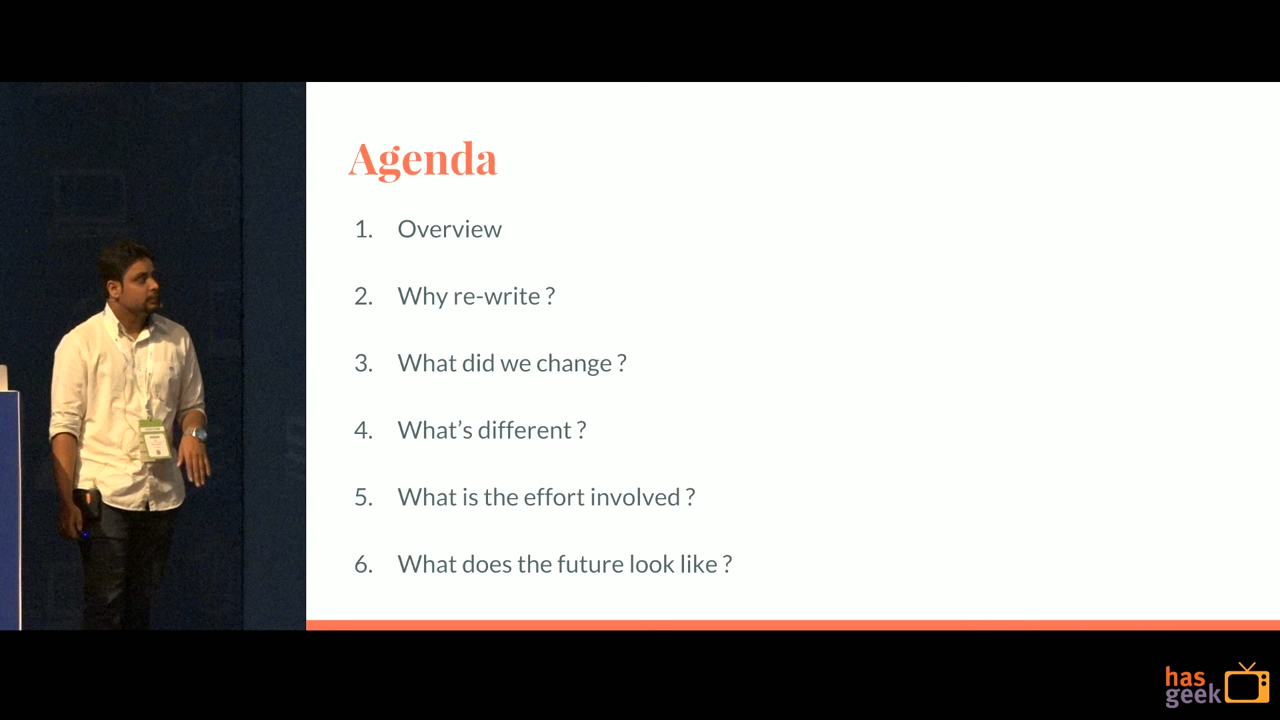 Agenda
1. Overview
2. Why re-write ?
3. What did we change ?
4. What’s different ?
5. What is the effort involved ?
6. What does the future look like ?
has
geek